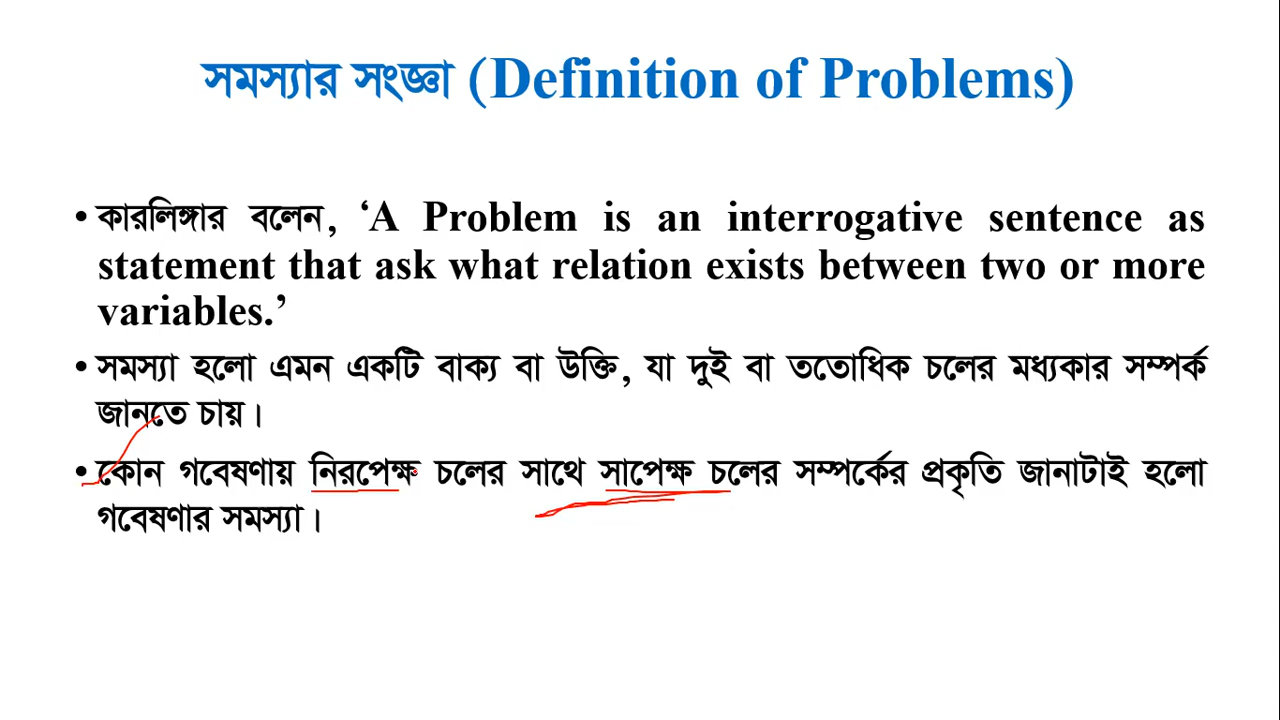 সমস্যার সংজ্ঞা (Definition of Problems)
• কারলিঙ্গার বলেন, ‘A Problem is an interrogative sentence as
statement that ask what relation exists between two or more
variables.’
• সমস্যা হলো এমন একটি বাক্য বা উক্তি, যা দুই বা ততোধিক চলের মধ্যকার সম্পর্ক
জানতে চায়।
• কোন গবেষণায় নিরপেক্ষ চলের সাথে সাপেক্ষ চলের সম্পর্কের প্রকৃতি জানাটাই হলো
গবেষণার সমস্যা।